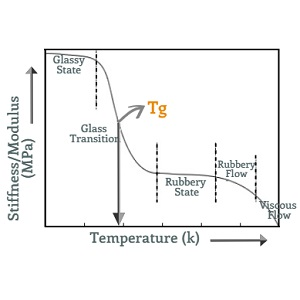 Glassy
State
Tg
Glass
Transition
Rubbery
Flow
Rubbery
State
Viscous
Flow
Stiffness/Modulus
(MPa)
Temperature (k)